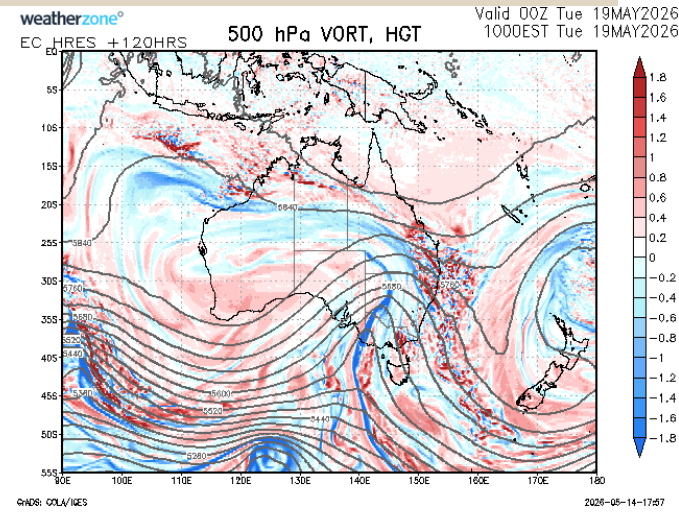 weatherzone°
Valid 00Z Tue 19MAY2026
EC HRES +120HRS
500 hPa VORT, HGT
1000EST Tue 19MAY2026
EQ
5S
10S
15S
20S
25S
30S
35S
40S
45S
50S
55S
90E
100E
110E
120E
130E
140E
150E
160E
170E
180
5840
5840
5760
5680
5520
5440
5360
5600
5520
5440
5280
5680
5760
1.8
1.6
1.4
1.2
1
0.8
0.6
0.4
0.2
0
-0.2
-0.4
-0.6
-0.8
-1
-1.2
-1.4
-1.6
-1.8
GrADS: COLA/IGES
2026-05-14-17:57